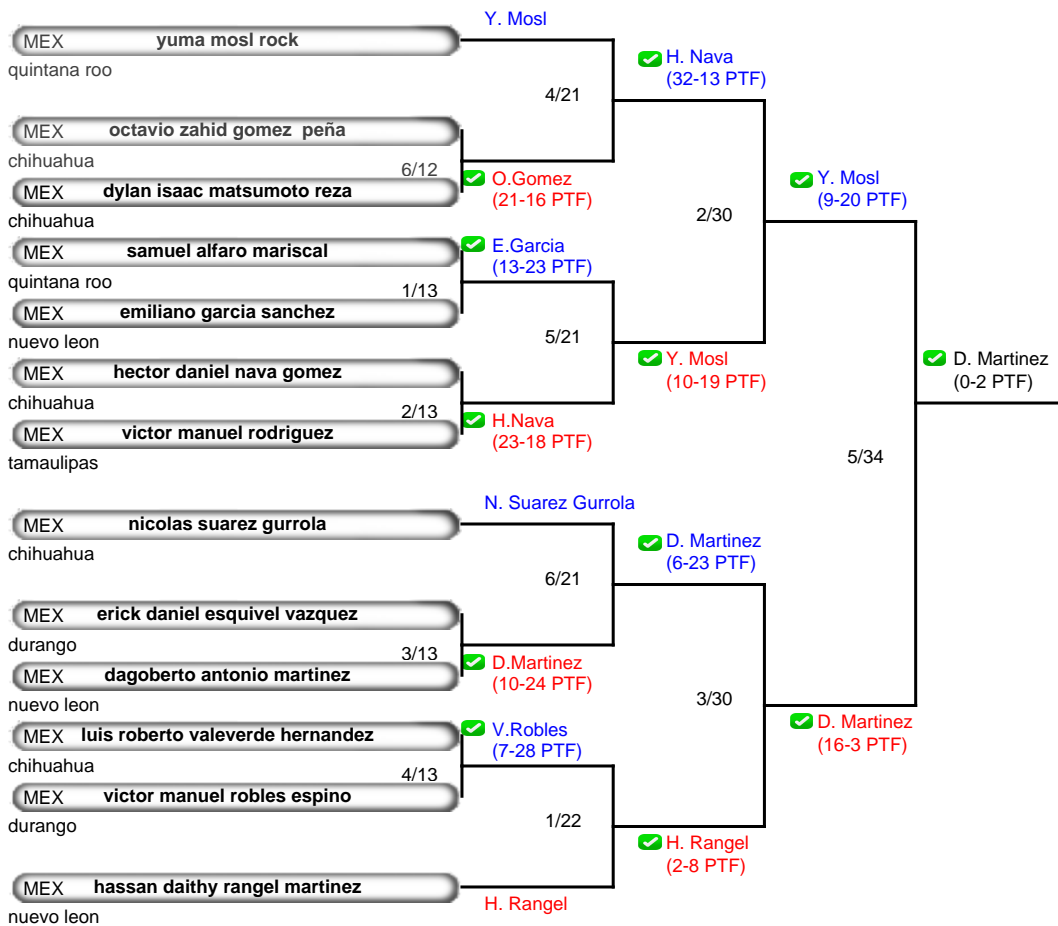 Y. Mosl
MEX yuma mosl rock
quintana roo
4/21
H. Nava
(32-13 PTF)
MEX octavio zahid gomez peña
chihuahua
6/12
MEX dylan isaac matsumoto reza
chihuahua
O.Gomez
(21-16 PTF)
2/30
Y. Mosl
(9-20 PTF)
MEX samuel alfaro mariscal
quintana roo
1/13
E.Garcia
(13-23 PTF)
MEX emiliano garcia sanchez
nuevo leon
5/21
Y. Mosl
(10-19 PTF)
MEX hector daniel nava gomez
chihuahua
2/13
MEX victor manuel rodriguez
tamaulipas
H.Nava
(23-18 PTF)
D. Martinez
(0-2 PTF)
5/34
N. Suarez Gurrola
MEX nicolas suarez gurrola
chihuahua
6/21
D. Martinez
(6-23 PTF)
MEX erick daniel esquivel vazquez
durango
3/13
MEX dagoberto antonio martinez
nuevo leon
D.Martinez
(10-24 PTF)
3/30
D. Martinez
(16-3 PTF)
MEX luis roberto valeverde hernandez
chihuahua
4/13
V.Robles
(7-28 PTF)
MEX victor manuel robles espino
durango
1/22
H. Rangel
(2-8 PTF)
MEX hassan daithy rangel martinez
nuevo leon
H. Rangel